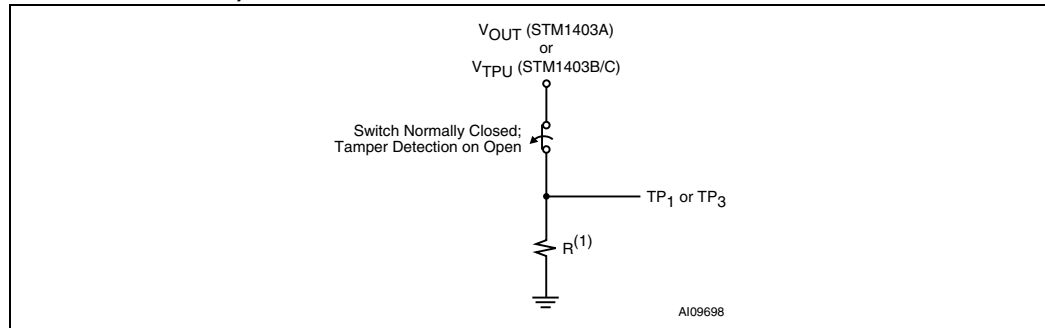 VOUT (STM1403A)
or
VTPU (STM1403B/C)
Switch Normally Closed;
Tamper Detection on Open
TP1 or TP3
R(1)
AI09698